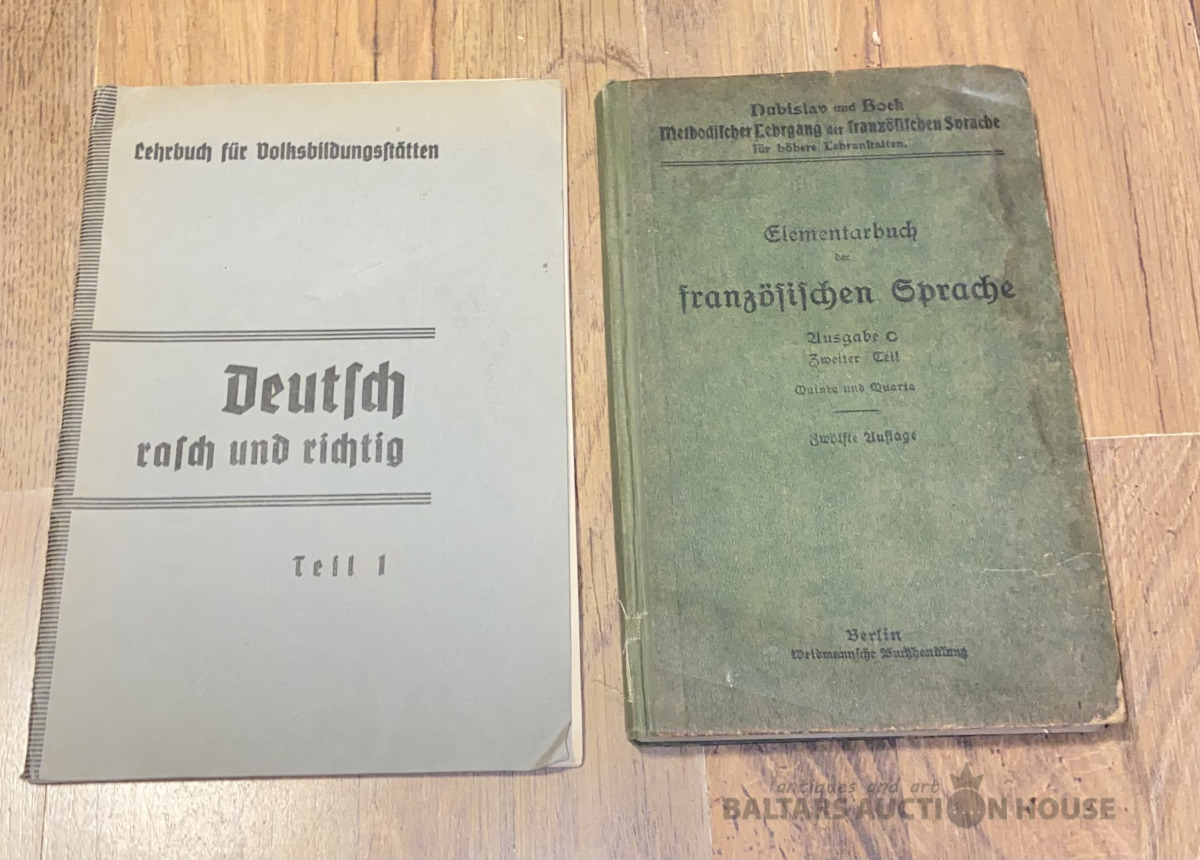 Lehrbuch für Volksbildungsstätten
Deutsch
rasch und richtig
Teil 1
Dubislav und Boek
Methodischer Lehrgang der französischen Sprache
für höhere Lehranstalten.
Elementarbuch
der
französischen Sprache
Ausgabe C
Zweiter Teil
Quinta und Quarta
Zwölfte Auflage
Berlin
Weidmannsche Buchhandlung
antiques and art
BALTARS AUCTION HOUSE